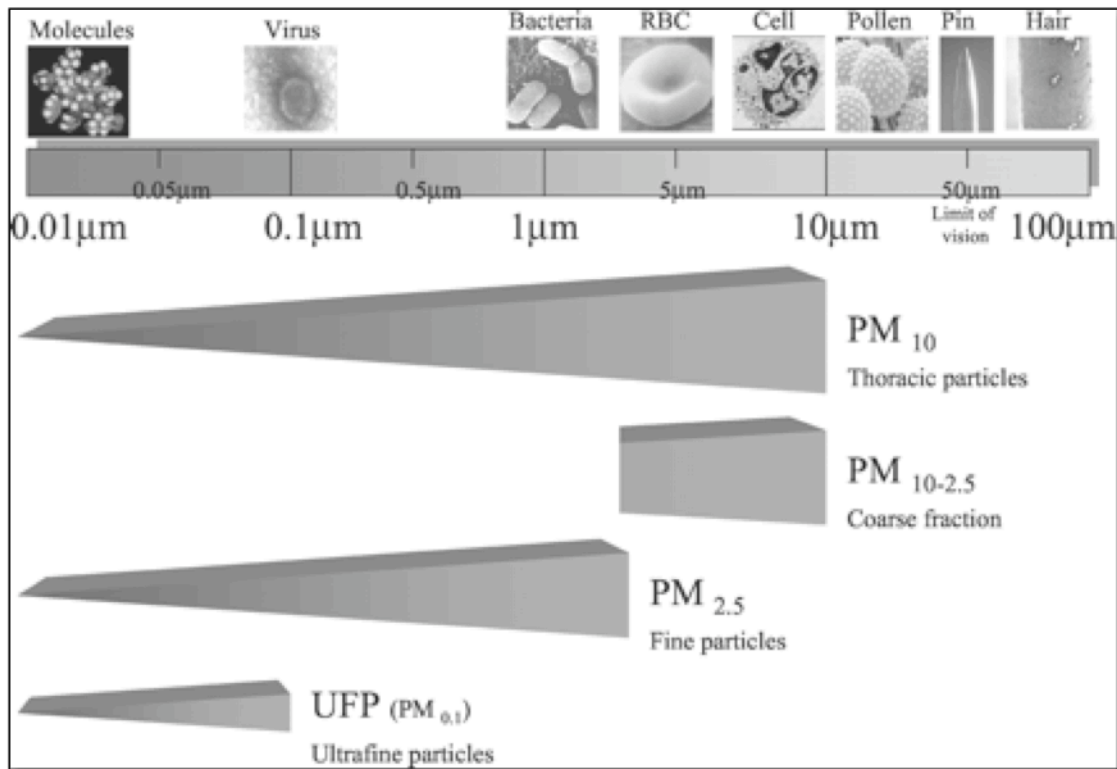 Molecules Virus Bacteria RBC Cell Pollen Pin Hair
0.05µm 0.5µm 5µm 50µm
0.01µm 0.1µm 1µm 10µm Limit of vision 100µm
PM 10
Thoracic particles
PM 10-2.5
Coarse fraction
PM 2.5
Fine particles
UFP (PM 0.1)
Ultrafine particles